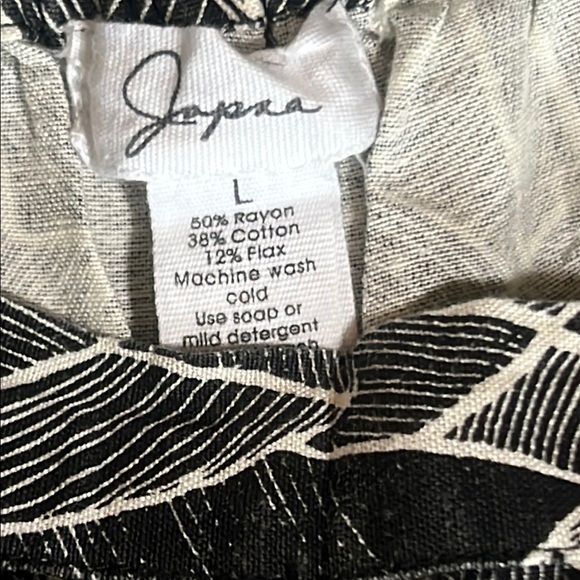 Japna
L
50% Rayon
38% Cotton
12% Flax
Machine wash
cold
Use soap or
mild detergent